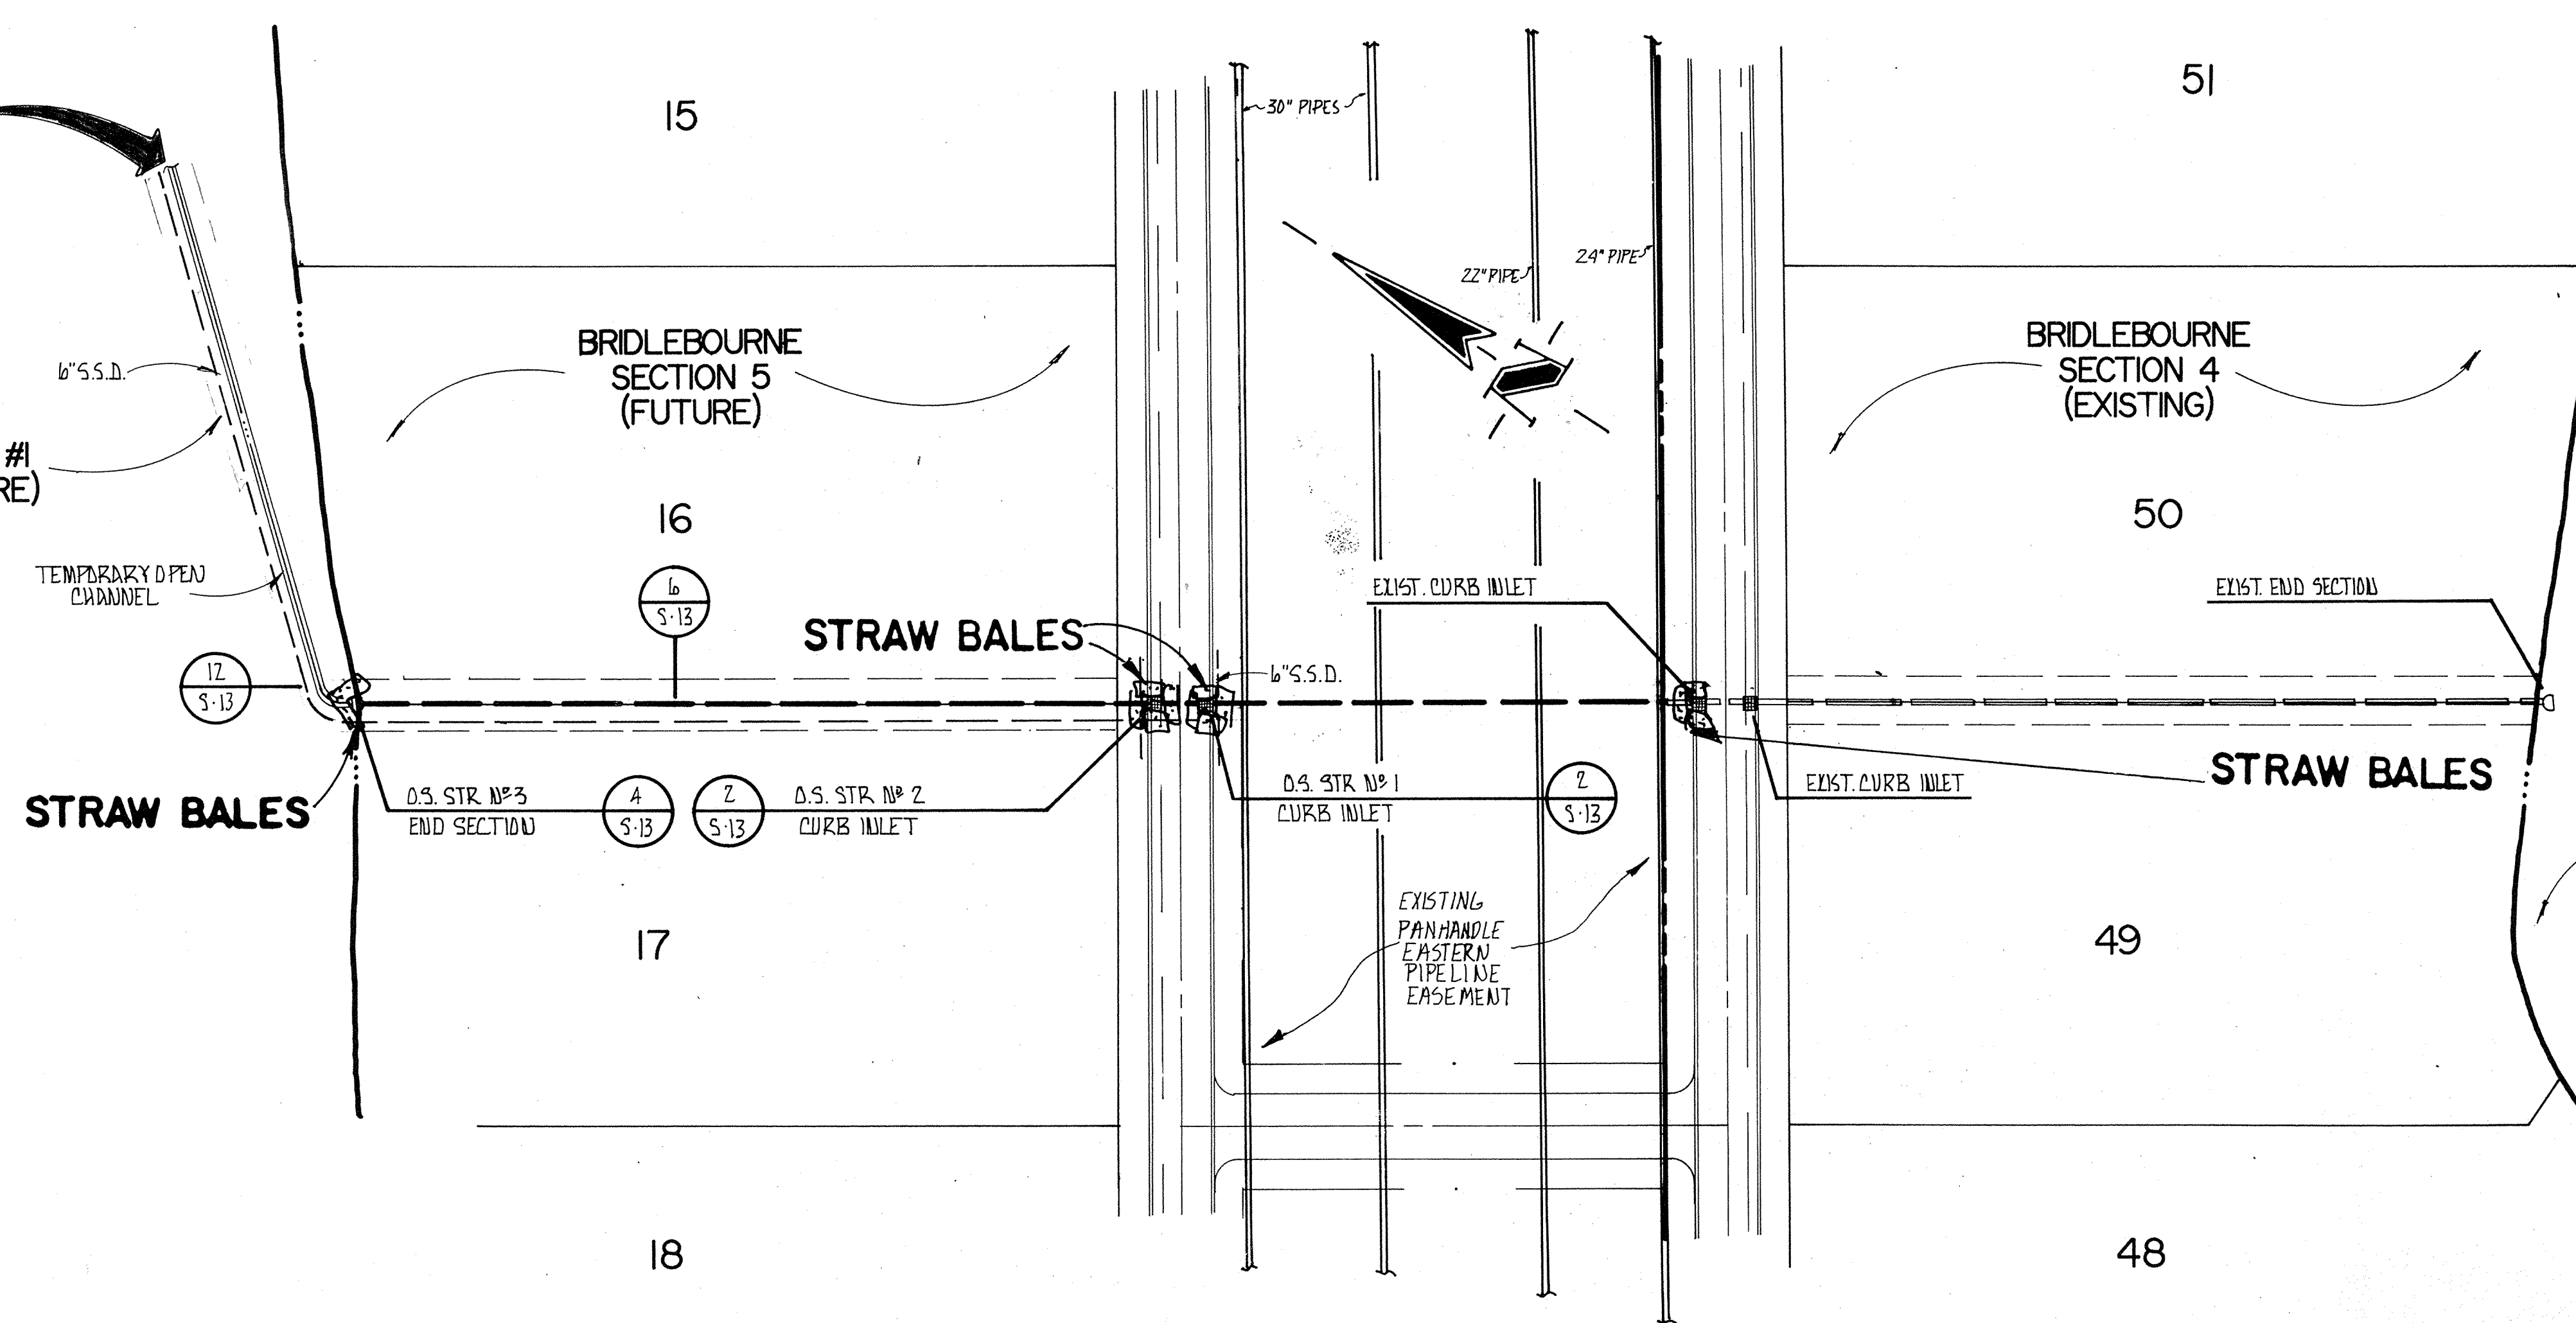 15
30" PIPES
51
22" PIPE
24" PIPE
6" S.S.D.
BRIDLEBOURNE
SECTION 5
(FUTURE)
BRIDLEBOURNE
SECTION 4
(EXISTING)
#1
RE)
16
50
TEMPORARY OPEN
CHANNEL
6
S-13
EXIST. CURB INLET
EXIST. END SECTION
STRAW BALES
12
S-13
6" S.S.D.
STRAW BALES
O.S. STR Nº 3
END SECTION
4
S-13
2
S-13
O.S. STR Nº 2
CURB INLET
O.S. STR Nº 1
CURB INLET
2
S-13
EXIST. CURB INLET
STRAW BALES
17
EXISTING
PANHANDLE
EASTERN
PIPELINE
EASEMENT
49
18
48